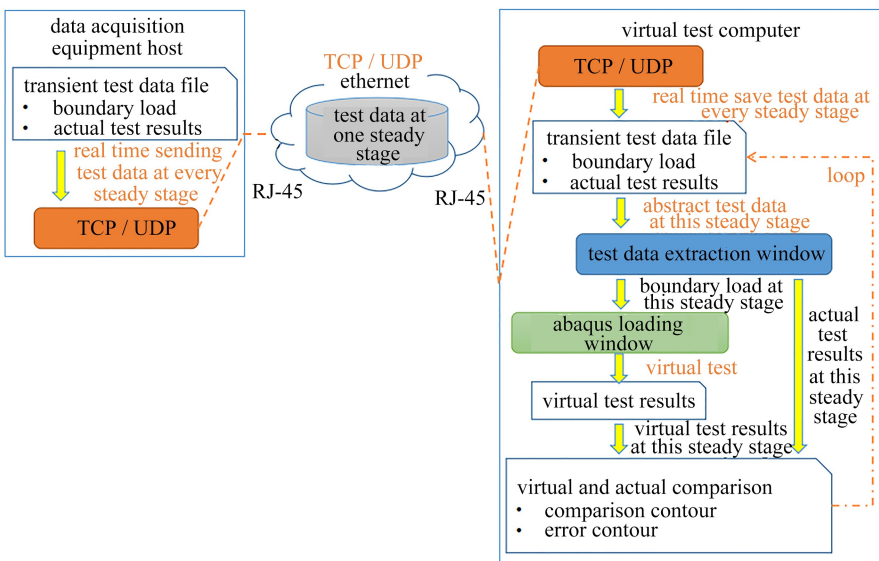 data acquisition
equipment host
transient test data file
• boundary load
• actual test results
real time sending
test data at every
steady stage
TCP / UDP
RJ-45
TCP / UDP
ethernet
test data at
one steady
stage
RJ-45
virtual test computer
TCP / UDP
real time save test data at
every steady stage
transient test data file
• boundary load
• actual test results
loop
abstract test data
at this steady stage
test data extraction window
boundary load at
this steady stage
actual
test
results
at this
steady
stage
abaqus loading
window
virtual test
virtual test results
virtual test results
at this steady stage
virtual and actual comparison
• comparison contour
• error contour